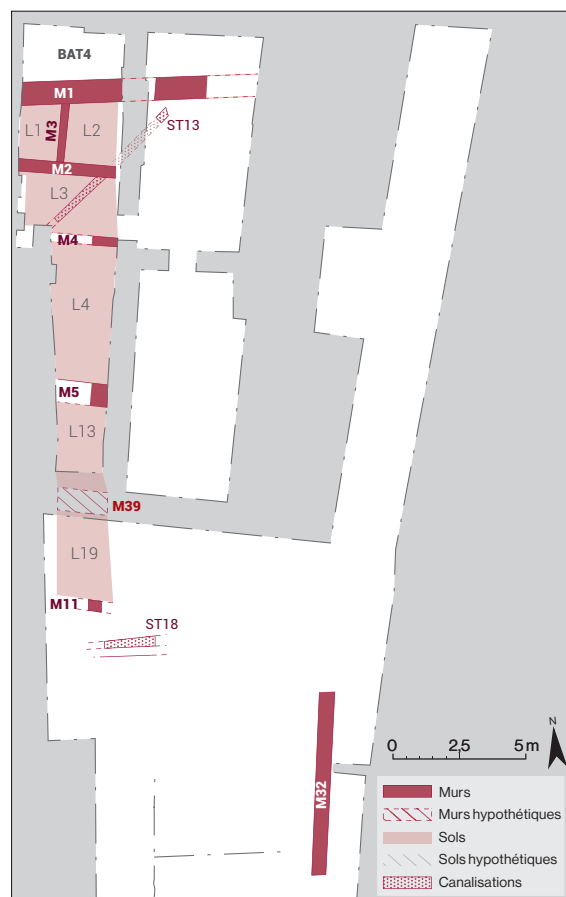 BAT4
M1
L1
M3
L2
ST13
M2
L3
M4
L4
M5
L13
M39
L19
M11
ST18
M32
N
0 2,5 5 m
Murs
Murs hypothétiques
Sols
Sols hypothétiques
Canalisations